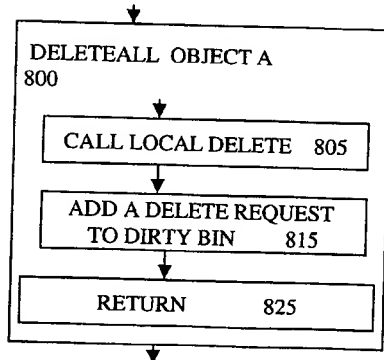 DELETEALL OBJECT A
800
CALL LOCAL DELETE 805
ADD A DELETE REQUEST
TO DIRTY BIN 815
RETURN 825